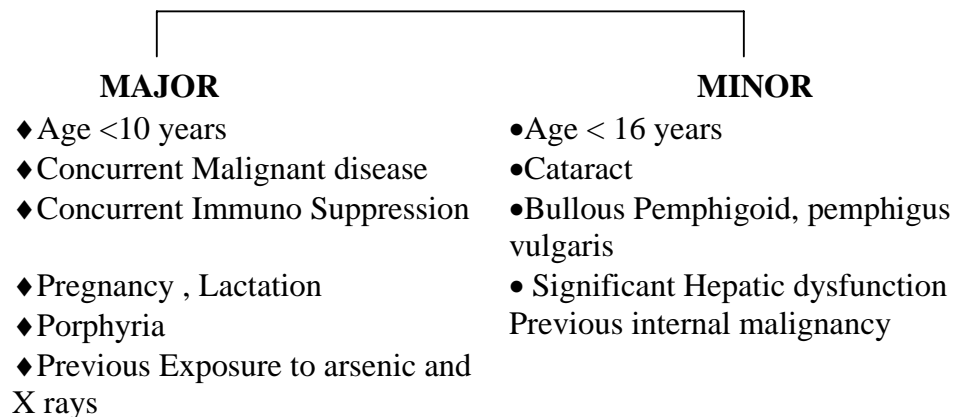 MAJOR
♦Age <10 years
♦Concurrent Malignant disease
♦Concurrent Immuno Suppression
♦Pregnancy , Lactation
♦Porphyria
♦Previous Exposure to arsenic and
X rays
MINOR
•Age < 16 years
•Cataract
•Bullous Pemphigoid, pemphigus
vulgaris
• Significant Hepatic dysfunction
Previous internal malignancy